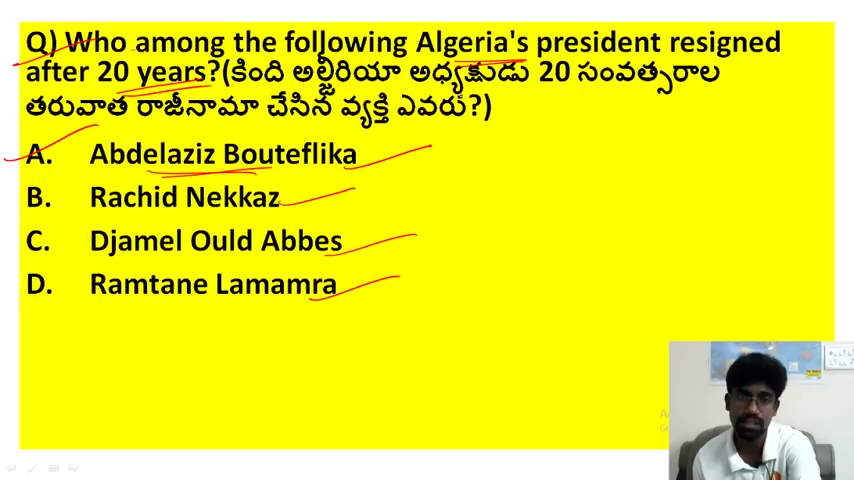 Q) Who among the following Algeria's president resigned
after 20 years?(కింది అల్జీరియా అధ్యక్షుడు 20 సంవత్సరాల
తరువాత రాజీనామా చేసిన వ్యక్తి ఎవరు?)
A. Abdelaziz Bouteflika
B. Rachid Nekkaz
C. Djamel Ould Abbes
D. Ramtane Lamamra